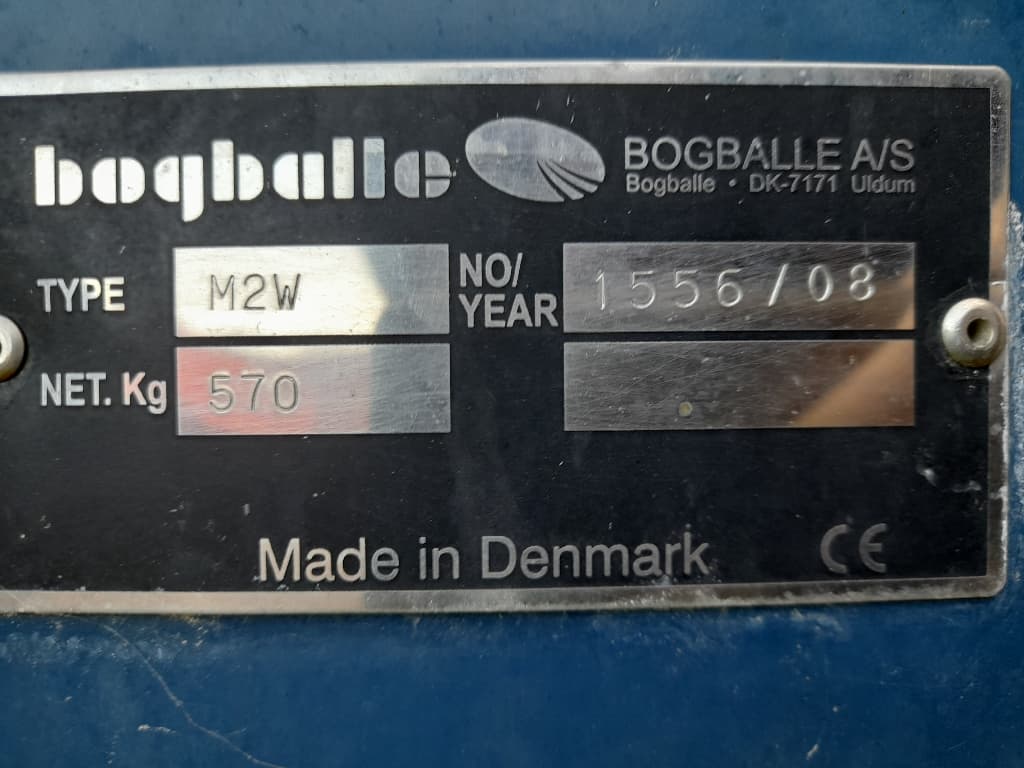 bogballe BOGBALLE A/S
Bogballe • DK-7171 Uldum
TYPE M2W NO/YEAR 1556/08
NET. Kg 570
Made in Denmark CE